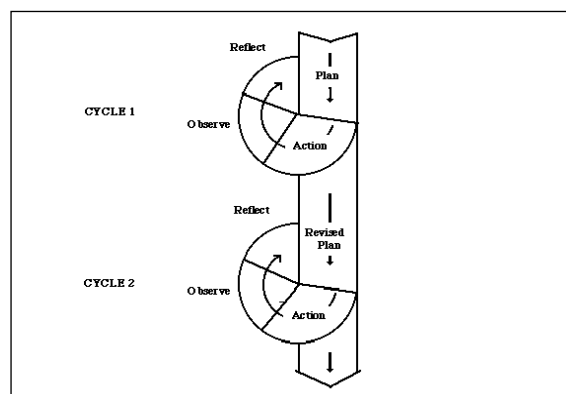 Reflect
Plan
CYCLE 1
Observe
Action
Reflect
Revised
Plan
CYCLE 2
Observe
Action